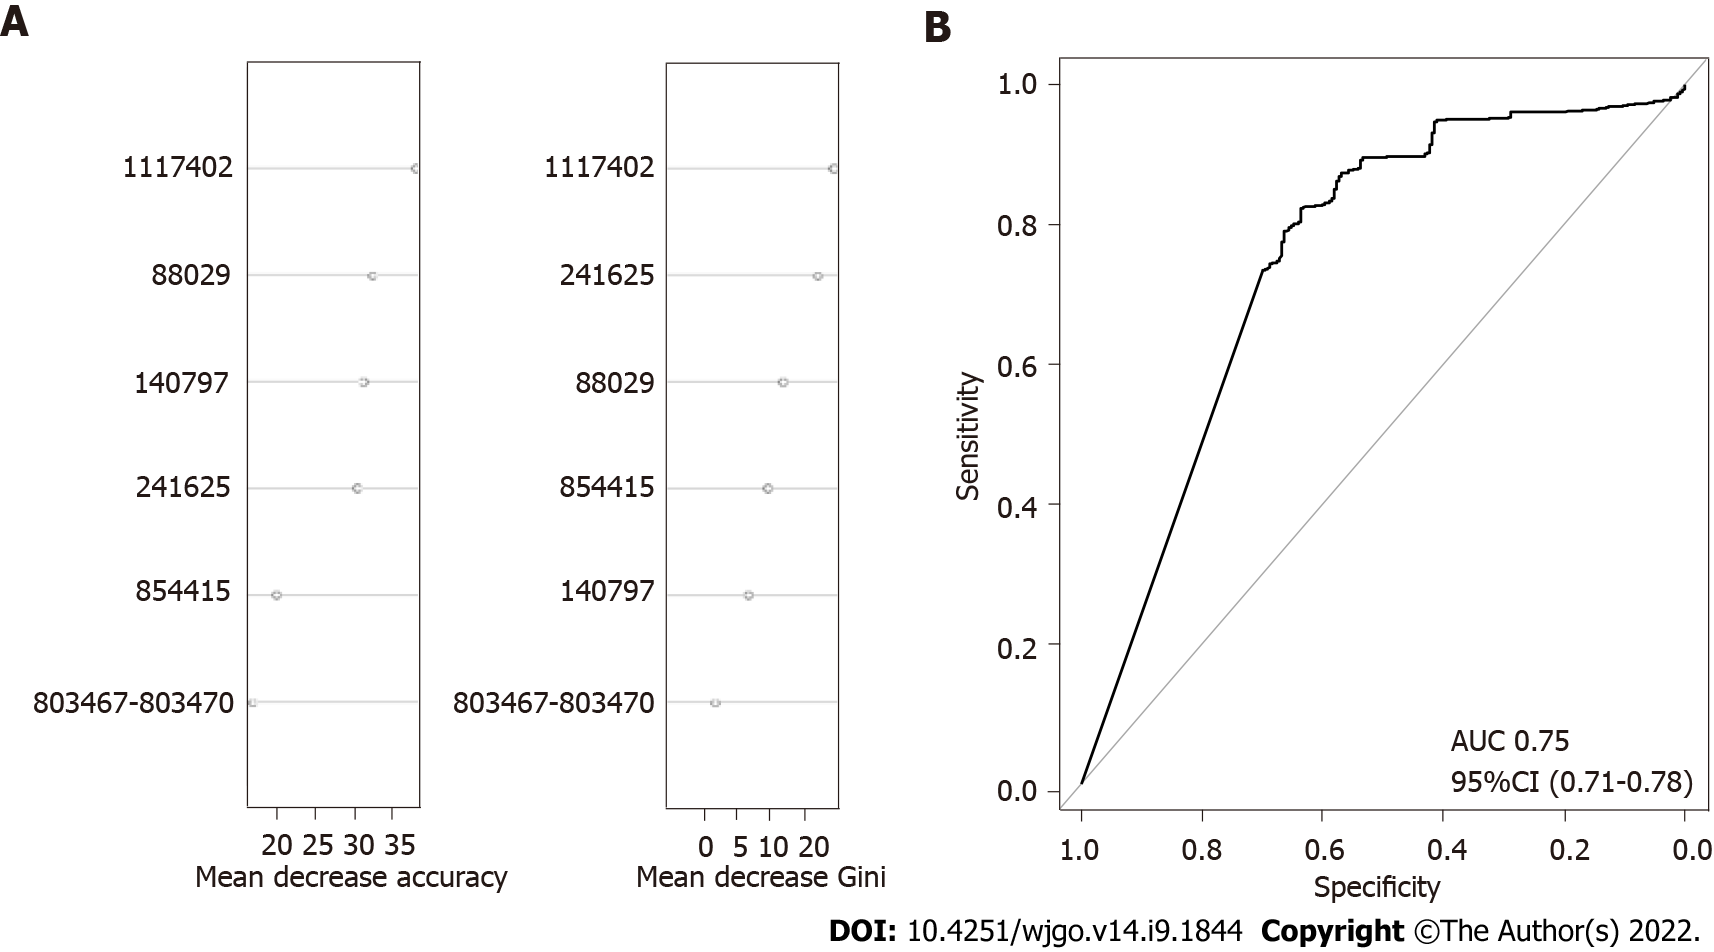 A
1117402
88029
140797
241625
854415
803467-803470
20 25 30 35
Mean decrease accuracy
1117402
241625
88029
854415
140797
803467-803470
0 5 10 20
Mean decrease Gini
B
1.0
0.8
0.6
0.4
0.2
0.0
Sensitivity
AUC 0.75
95%CI (0.71-0.78)
1.0 0.8 0.6 0.4 0.2 0.0
Specificity
DOI: 10.4251/wjgo.v14.i9.1844 Copyright ©The Author(s) 2022.